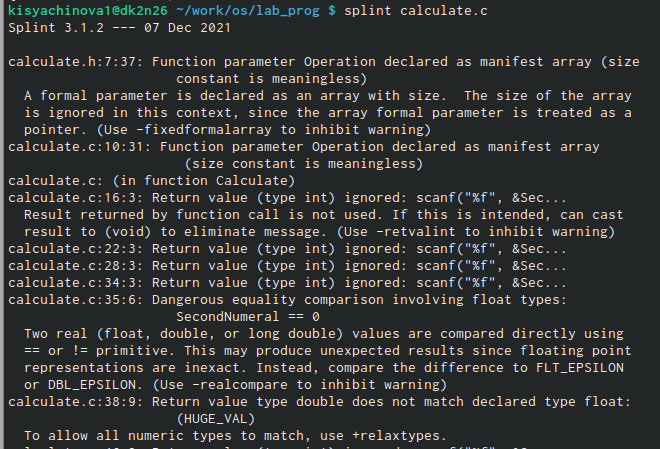 kisyachinova1@dk2n26 ~/work/os/lab_prog $ splint calculate.c
Splint 3.1.2 --- 07 Dec 2021
calculate.h:7:37: Function parameter Operation declared as manifest array (size
constant is meaningless)
A formal parameter is declared as an array with size.  The size of the array
is ignored in this context, since the array formal parameter is treated as a
pointer. (Use -fixedformalarray to inhibit warning)
calculate.c:10:31: Function parameter Operation declared as manifest array
(size constant is meaningless)
calculate.c: (in function Calculate)
calculate.c:16:3: Return value (type int) ignored: scanf("%f", &Sec...
Result returned by function call is not used. If this is intended, can cast
result to (void) to eliminate message. (Use -retvalint to inhibit warning)
calculate.c:22:3: Return value (type int) ignored: scanf("%f", &Sec...
calculate.c:28:3: Return value (type int) ignored: scanf("%f", &Sec...
calculate.c:34:3: Return value (type int) ignored: scanf("%f", &Sec...
calculate.c:35:6: Dangerous equality comparison involving float types:
SecondNumeral == 0
Two real (float, double, or long double) values are compared directly using
== or != primitive. This may produce unexpected results since floating point
representations are inexact. Instead, compare the difference to FLT_EPSILON
or DBL_EPSILON. (Use -realcompare to inhibit warning)
calculate.c:38:9: Return value type double does not match declared type float:
(HUGE_VAL)
To allow all numeric types to match, use +relaxtypes.